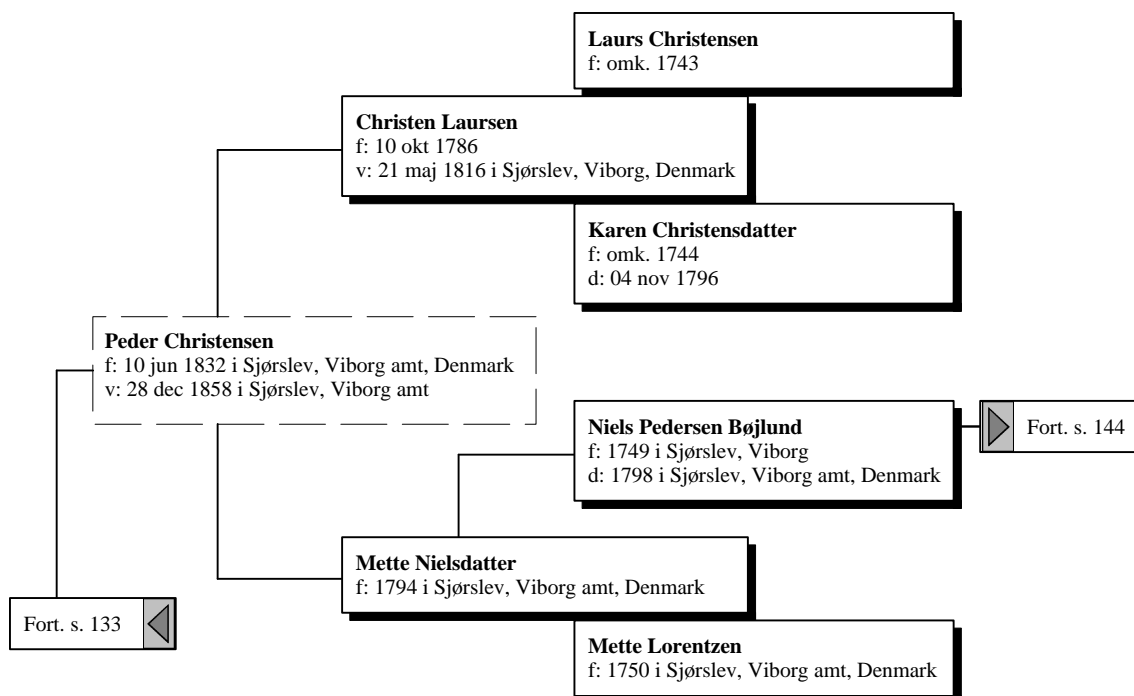 Laurs Christensen
f: omk. 1743
Christen Laursen
f: 10 okt 1786
v: 21 maj 1816 i Sjørslev, Viborg, Denmark
Karen Christensdatter
f: omk. 1744
d: 04 nov 1796
Peder Christensen
f: 10 jun 1832 i Sjørslev, Viborg amt, Denmark
v: 28 dec 1858 i Sjørslev, Viborg amt
Niels Pedersen Bøjlund
f: 1749 i Sjørslev, Viborg
d: 1798 i Sjørslev, Viborg amt, Denmark
Fort. s. 144
Mette Nielsdatter
f: 1794 i Sjørslev, Viborg amt, Denmark
Fort. s. 133
Mette Lorentzen
f: 1750 i Sjørslev, Viborg amt, Denmark